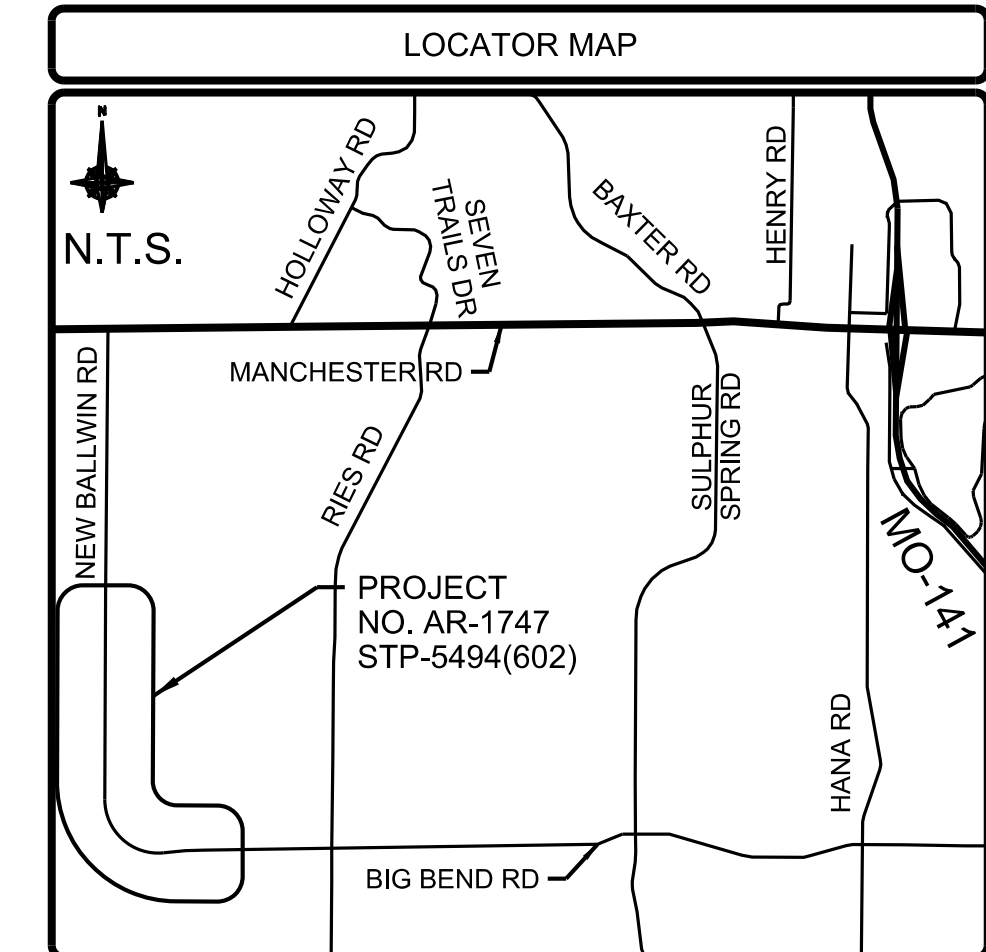 LOCATOR MAP
N
N.T.S.
HOLLOWAY RD
SEVEN
TRAILS DR
BAXTER RD
HENRY RD
MANCHESTER RD
NEW BALLWIN RD
RIES RD
SULPHUR
SPRING RD
MO-141
PROJECT
NO. AR-1747
STP-5494(602)
HANA RD
BIG BEND RD